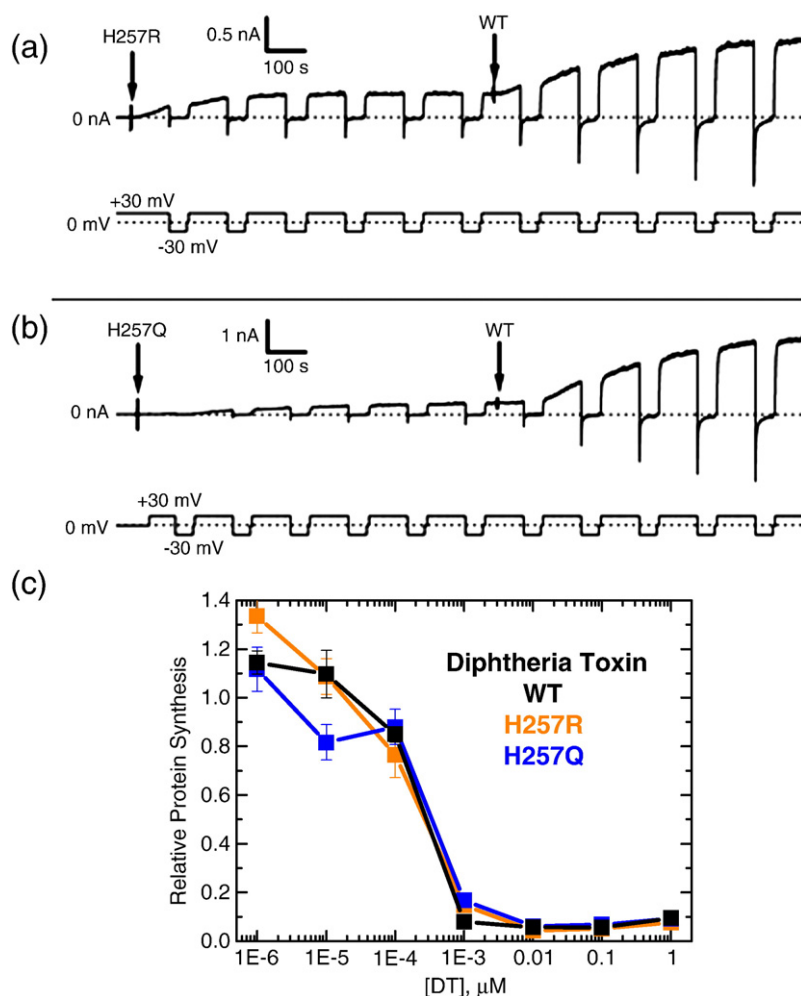 (a)
H257R
0.5 nA
100 s
WT
0 nA
+30 mV
0 mV
-30 mV
(b)
H257Q
1 nA
100 s
WT
0 nA
+30 mV
0 mV
-30 mV
(c)
Relative Protein Synthesis
1.4
1.2
1.0
0.8
0.6
0.4
0.2
0.0
Diphtheria Toxin
WT
H257R
H257Q
1E-6 1E-5 1E-4 1E-3 0.01 0.1 1
[DT], µM